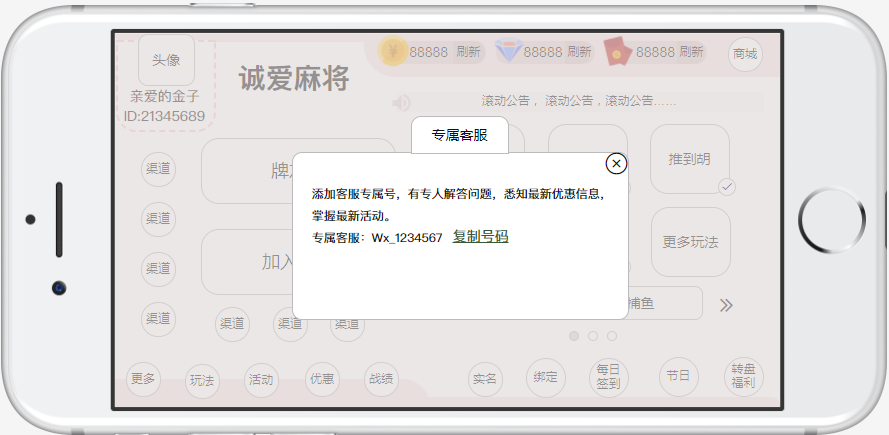 头像
亲爱的金子
ID:21345689
诚爱麻将
88888 刷新
88888 刷新
88888 刷新
商城
滚动公告，滚动公告，滚动公告……
专属客服
添加客服专属号，有专人解答问题，悉知最新优惠信息，
掌握最新活动。
专属客服：Wx_1234567 复制号码
牌
加入
推到胡
更多玩法
捕鱼
渠道
渠道
渠道
渠道
渠道
渠道
渠道
更多
玩法
活动
优惠
战绩
实名
绑定
每日
签到
节日
转盘
福利